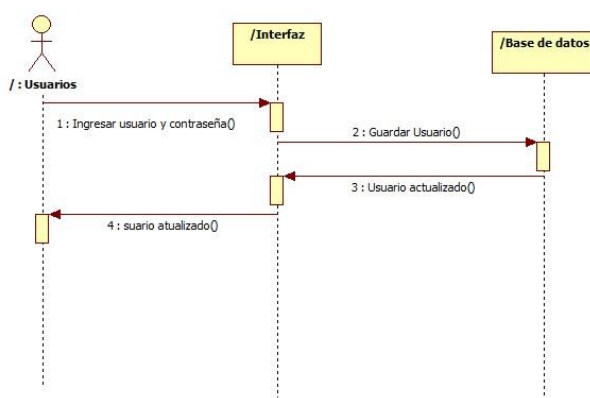 /Interfaz
/Base de datos
/ : Usuarios
1 : Ingresar usuario y contraseña()
2 : Guardar Usuario()
3 : Usuario actualizado()
4 : suario atualizado()